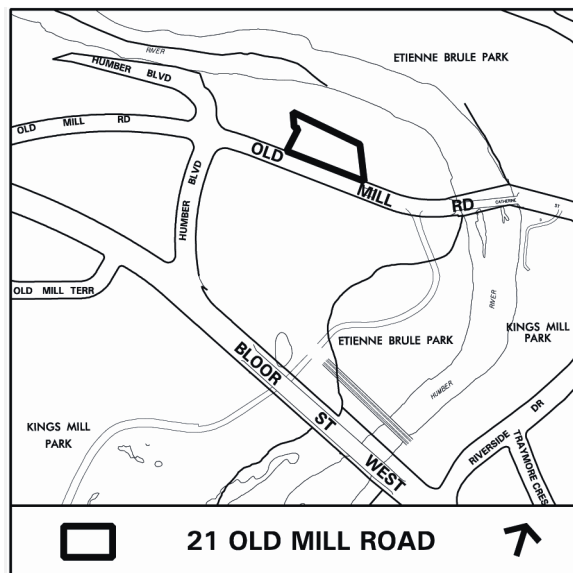 RIVER
ETIENNE BRULE PARK
HUMBER BLVD
OLD MILL RD
OLD MILL RD
CATHERINE ST
HUMBER BLVD
OLD MILL TERR
RIVER
ETIENNE BRULE PARK
KINGS MILL
PARK
HUMBER
BLOOR ST WEST
KINGS MILL
PARK
RIVERSIDE DR
TRAYMORE CRES
21 OLD MILL ROAD